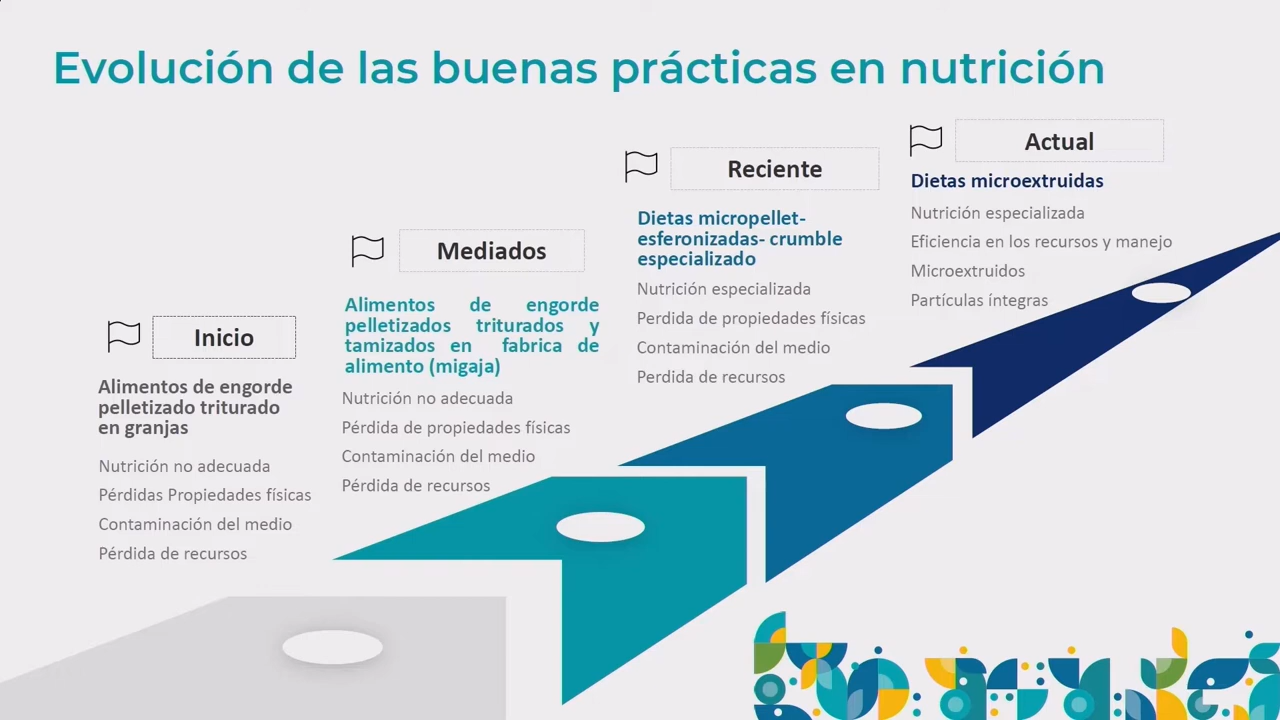 Evolución de las buenas prácticas en nutrición
Inicio
Alimentos de engorde
pelletizado triturado
en granjas
Nutrición no adecuada
Pérdidas Propiedades físicas
Contaminación del medio
Pérdida de recursos
Mediados
Alimentos de engorde
pelletizados triturados y
tamizados en fabrica de
alimento (migaja)
Nutrición no adecuada
Pérdida de propiedades físicas
Contaminación del medio
Pérdida de recursos
Reciente
Dietas micropellet-
esferonizadas- crumble
especializado
Nutrición especializada
Perdida de propiedades físicas
Contaminación del medio
Perdida de recursos
Actual
Dietas microextruidas
Nutrición especializada
Eficiencia en los recursos y manejo
Microextruidos
Partículas íntegras